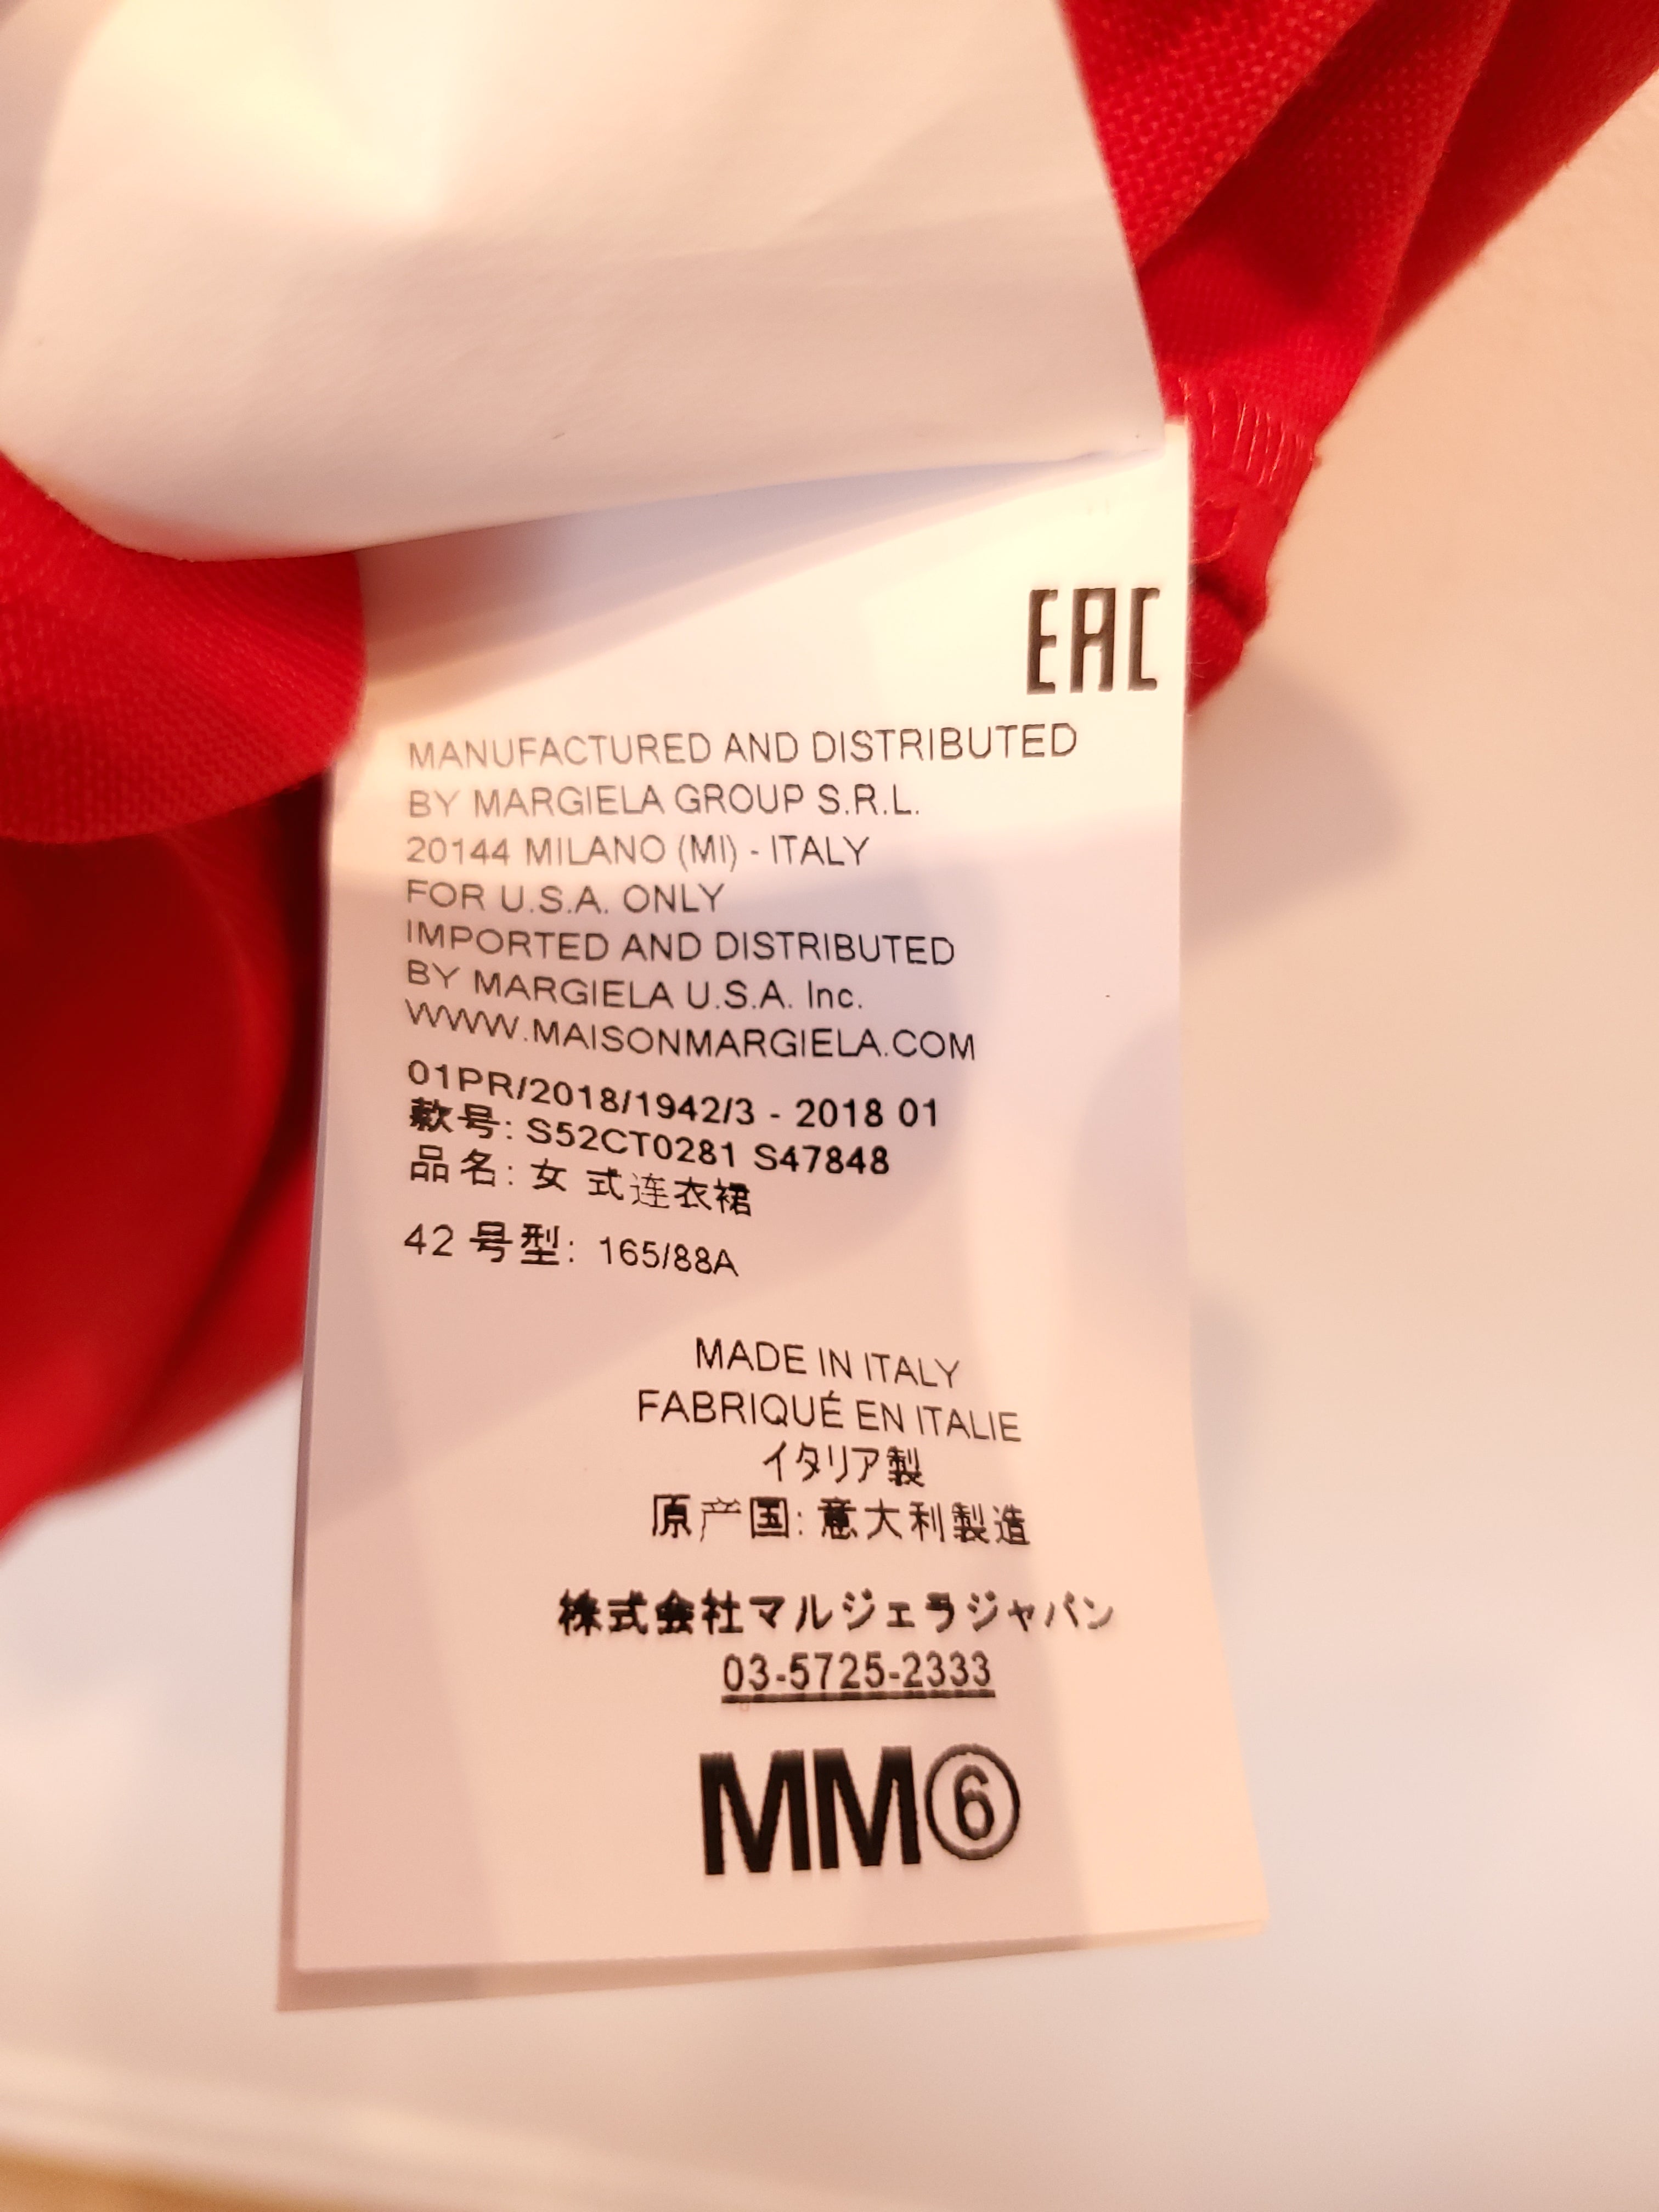 EAC
MANUFACTURED AND DISTRIBUTED
BY MARGIELA GROUP S.R.L.
20144 MILANO (MI) - ITALY
FOR U.S.A. ONLY
IMPORTED AND DISTRIBUTED
BY MARGIELA U.S.A. Inc.
WWW.MAISONMARGIELA.COM
01PR/2018/1942/3 - 2018 01
款号: S52CT0281 S47848
品名: 女 式连衣裙
42 号型: 165/88A
MADE IN ITALY
FABRIQUÉ EN ITALIE
イタリア製
原产国: 意大利製造
株式会社マルジェラジャパン
03-5725-2333
MM⑥